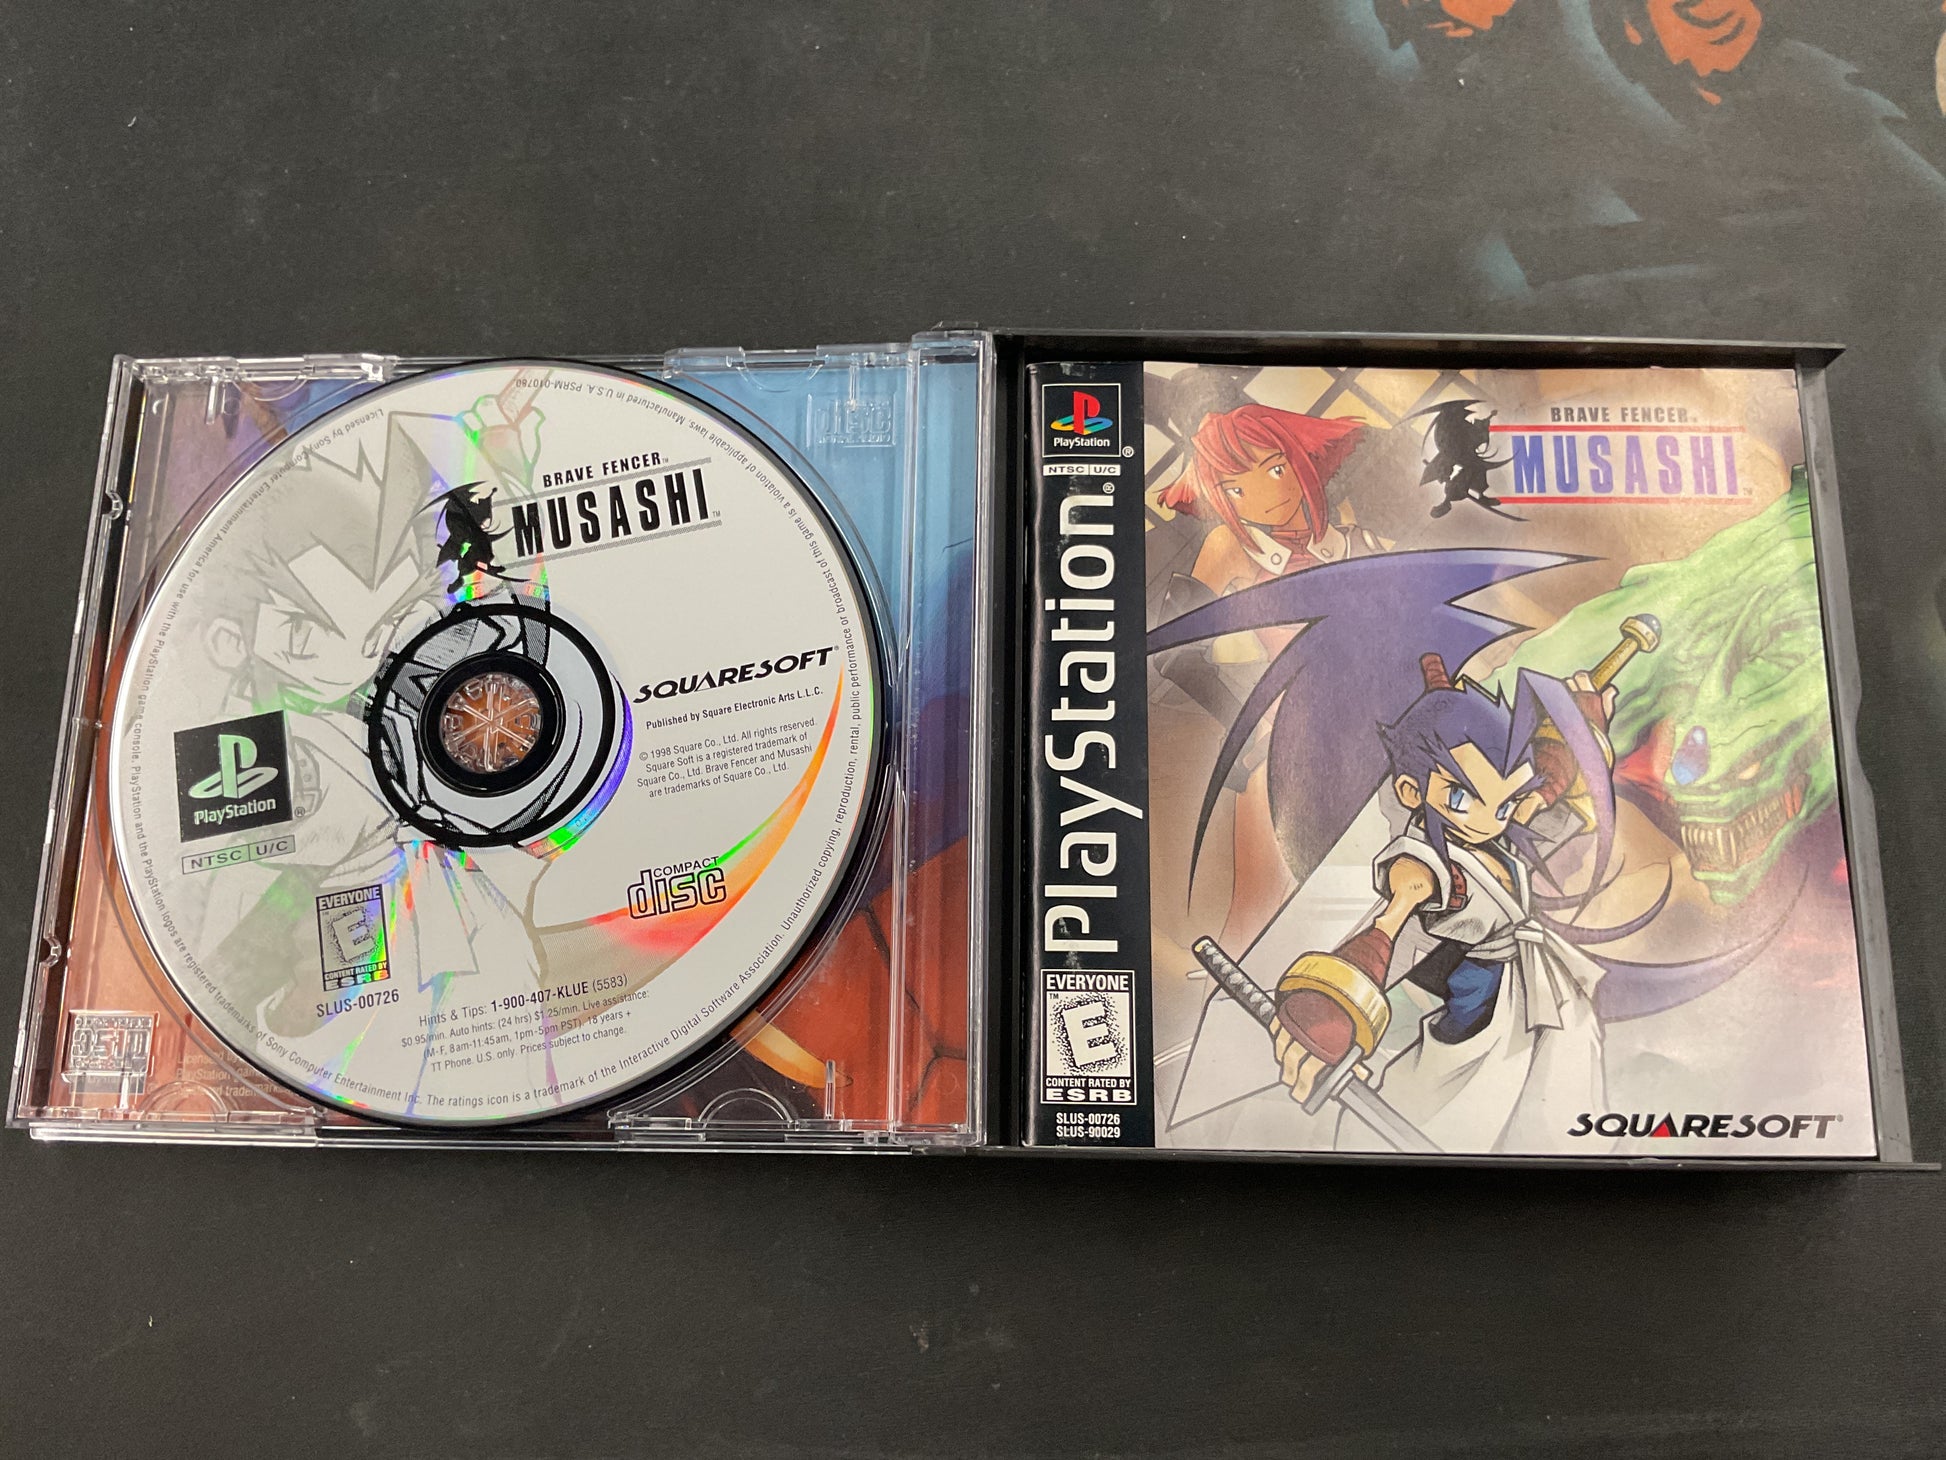 BRAVE FENCER™
MUSASHI™
SQUARESOFT®
Published by Square Electronic Arts L.L.C.
© 1998 Square Co., Ltd. All rights reserved.
Square Soft is a registered trademark of
Square Co., Ltd. Brave Fencer and Musashi
are trademarks of Square Co., Ltd.
PlayStation®
NTSC U/C
COMPACT
disc
EVERYONE
™
E
CONTENT RATED BY
ESRB
SLUS-00726
Hints & Tips: 1-900-407-KLUE (5583)
$0.95/min. Auto hints: (24 hrs) $1.25/min. Live assistance:
(M-F, 8am-11:45am, 1pm-5pm PST). 18 years +
TT Phone. U.S. only. Prices subject to change.
Licensed by Sony Computer Entertainment America for use with the PlayStation game console. PlayStation and the PlayStation logos are registered trademarks of Sony Computer Entertainment Inc. The ratings icon is a trademark of the Interactive Digital Software Association. Unauthorized copying, reproduction, rental, public performance or broadcast of this game is a violation of applicable laws. Manufactured in U.S.A. PSRM-010780
PlayStation®
NTSC U/C
PlayStation®
EVERYONE
™
E
CONTENT RATED BY
ESRB
SLUS-00726
SLUS-90029
BRAVE FENCER®
MUSASHI™
SQUARESOFT®